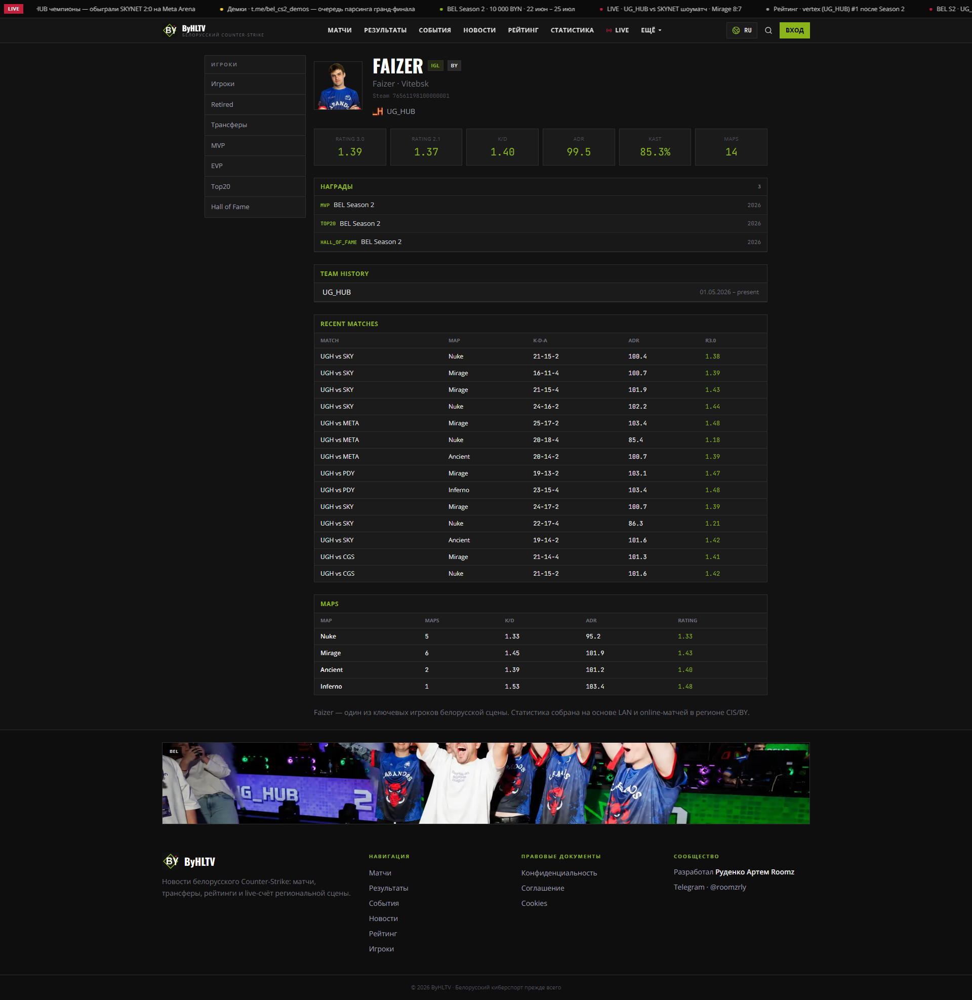 LIVE HUB чемпионы — обыграли SKYNET 2:0 на Meta Arena • Демки · t.me/bel_cs2_demos — очередь парсинга гранд-финала • BEL Season 2 · 10 000 BYN · 22 июн – 25 июл • LIVE · UG_HUB vs SKYNET шоуматч · Mirage 8:7 • Рейтинг · vertex (UG_HUB) #1 после Season 2 • BEL S2 · UG_
BY ByHLTV
БЕЛОРУССКИЙ COUNTER-STRIKE
МАТЧИ РЕЗУЛЬТАТЫ СОБЫТИЯ НОВОСТИ РЕЙТИНГ СТАТИСТИКА LIVE ЕЩЁ RU ВХОД
ИГРОКИ
Игроки
Retired
Трансферы
MVP
EVP
Top20
Hall of Fame
ABANDO
FAIZER IGL BY
Faizer · Vitebsk
Steam 76561198100000001
_H UG_HUB
RATING 3.0 RATING 2.1 K/D ADR KAST MAPS
1.39 1.37 1.40 99.5 85.3% 14
НАГРАДЫ 3
MVP BEL Season 2 2026
TOP20 BEL Season 2 2026
HALL_OF_FAME BEL Season 2 2026
TEAM HISTORY
UG_HUB 01.05.2026 – present
RECENT MATCHES
MATCH MAP K-D-A ADR R3.0
UGH vs SKY Nuke 21-15-2 100.4 1.38
UGH vs SKY Mirage 16-11-4 100.7 1.39
UGH vs SKY Mirage 21-15-4 101.9 1.43
UGH vs SKY Nuke 24-16-2 102.2 1.44
UGH vs META Mirage 25-17-2 103.4 1.48
UGH vs META Nuke 20-18-4 85.4 1.18
UGH vs META Ancient 20-14-2 100.7 1.39
UGH vs PDY Mirage 19-13-2 103.1 1.47
UGH vs PDY Inferno 23-15-4 103.4 1.48
UGH vs SKY Mirage 24-17-2 100.7 1.39
UGH vs SKY Nuke 22-17-4 86.3 1.21
UGH vs SKY Ancient 19-14-2 101.6 1.42
UGH vs CGS Mirage 21-14-4 101.3 1.41
UGH vs CGS Nuke 21-15-2 101.6 1.42
MAPS
MAP MAPS K/D ADR RATING
Nuke 5 1.33 95.2 1.33
Mirage 6 1.45 101.9 1.43
Ancient 2 1.39 101.2 1.40
Inferno 1 1.53 103.4 1.48
Faizer — один из ключевых игроков белорусской сцены. Статистика собрана на основе LAN и online-матчей в регионе CIS/BY.
BEL
UG_HUB 2
BY ByHLTV
Новости белорусского Counter-Strike: матчи,
трансферы, рейтинги и live-счёт региональной сцены.
НАВИГАЦИЯ
Матчи
Результаты
События
Новости
Рейтинг
Игроки
ПРАВОВЫЕ ДОКУМЕНТЫ
Конфиденциальность
Соглашение
Cookies
СООБЩЕСТВО
Разработал Руденко Артем Roomz
Telegram · @roomzrly
© 2026 ByHLTV · Белорусский киберспорт прежде всего